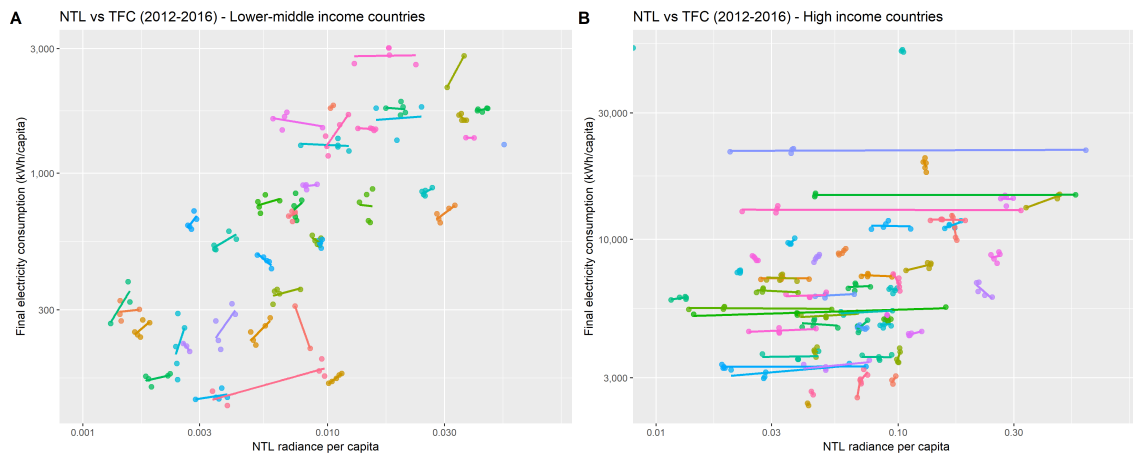 A
NTL vs TFC (2012-2016) - Lower-middle income countries
Final electricity consumption (kWh/capita)
3.000
1.000
300
0.001
0.003
0.010
0.030
NTL radiance per capita
B
NTL vs TFC (2012-2016) - High income countries
Final electricity consumption (kWh/capita)
30.000
10.000
3.000
0.01
0.03
0.10
0.30
NTL radiance per capita